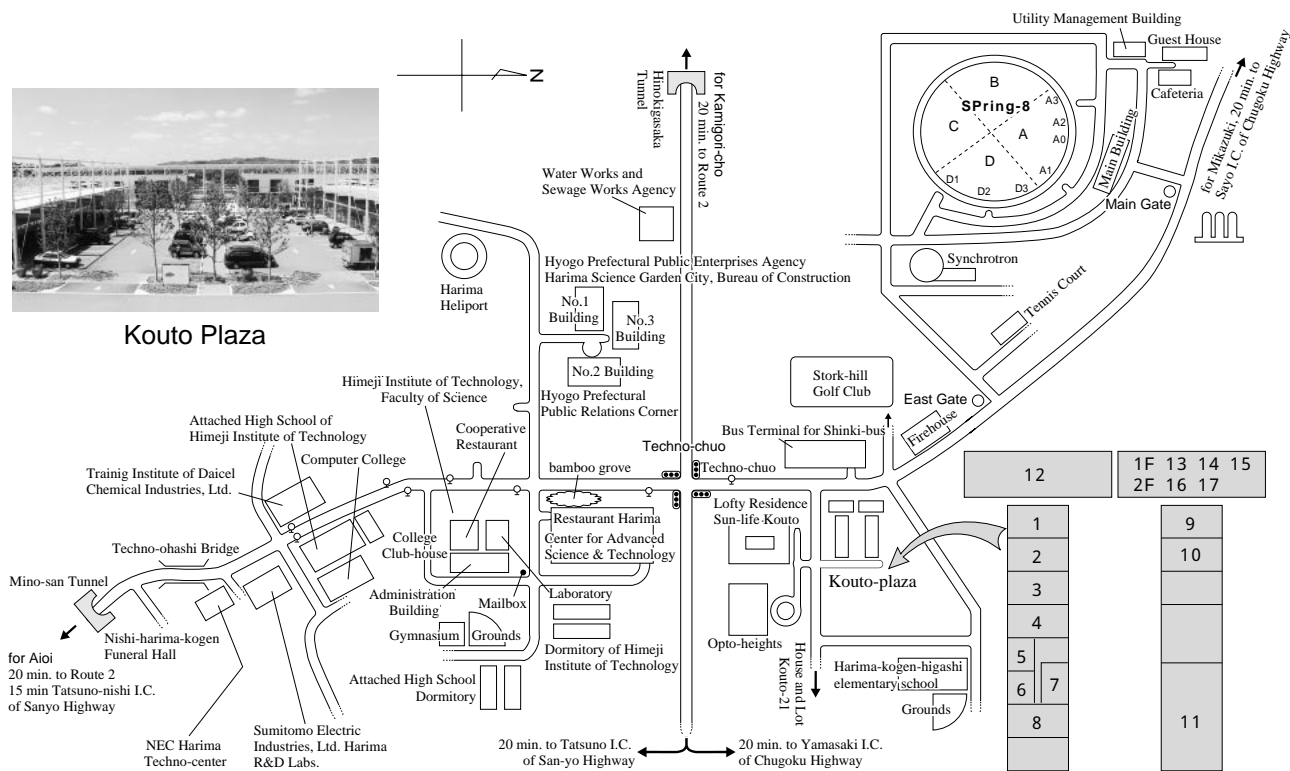 Utility Management Building
Guest House
Cafeteria
for Mikazuki, 20 min. to
Sayo I.C. of Chugoku Highway
B
SPring-8
C
A
D
A3
A2
A0
A1
D1
D2
D3
Main Building
Main Gate
Synchrotron
Tennis Court
N
for Kamigori-cho
20 min. to Route 2
Hinokigasaka
Tunnel
Water Works and
Sewage Works Agency
Kouto Plaza
Harima
Heliport
Hyogo Prefectural Public Enterprises Agency
Harima Science Garden City, Bureau of Construction
No.1
Building
No.3
Building
No.2 Building
Hyogo Prefectural
Public Relations Corner
Himeji Institute of Technology,
Faculty of Science
Stork-hill
Golf Club
East Gate
Firehouse
Attached High School of
Himeji Institute of Technology
Cooperative
Restaurant
Computer College
Trainig Institute of Daicel
Chemical Industries, Ltd.
bamboo grove
Techno-chuo
Techno-chuo
Bus Terminal for Shinki-bus
Lofty Residence
Sun-life Kouto
Restaurant Harima
Center for Advanced
Science & Technology
College
Club-house
Techno-ohashi Bridge
Mino-san Tunnel
Administration
Building
Mailbox
Laboratory
Kouto-plaza
Gymnasium
Grounds
Nishi-harima-kogen
Funeral Hall
Dormitory of Himeji
Institute of Technology
Opto-heights
House and Lot
Kouto-21
Harima-kogen-higashi
elementary school
Grounds
for Aioi
20 min. to Route 2
15 min Tatsuno-nishi I.C.
of Sanyo Highway
Attached High School
Dormitory
NEC Harima
Techno-center
Sumitomo Electric
Industries, Ltd. Harima
R&D Labs.
20 min. to Tatsuno I.C.
of San-yo Highway
20 min. to Yamasaki I.C.
of Chugoku Highway
12
1F 13 14 15
2F 16 17
1
2
3
4
5
6
7
8
9
10
11